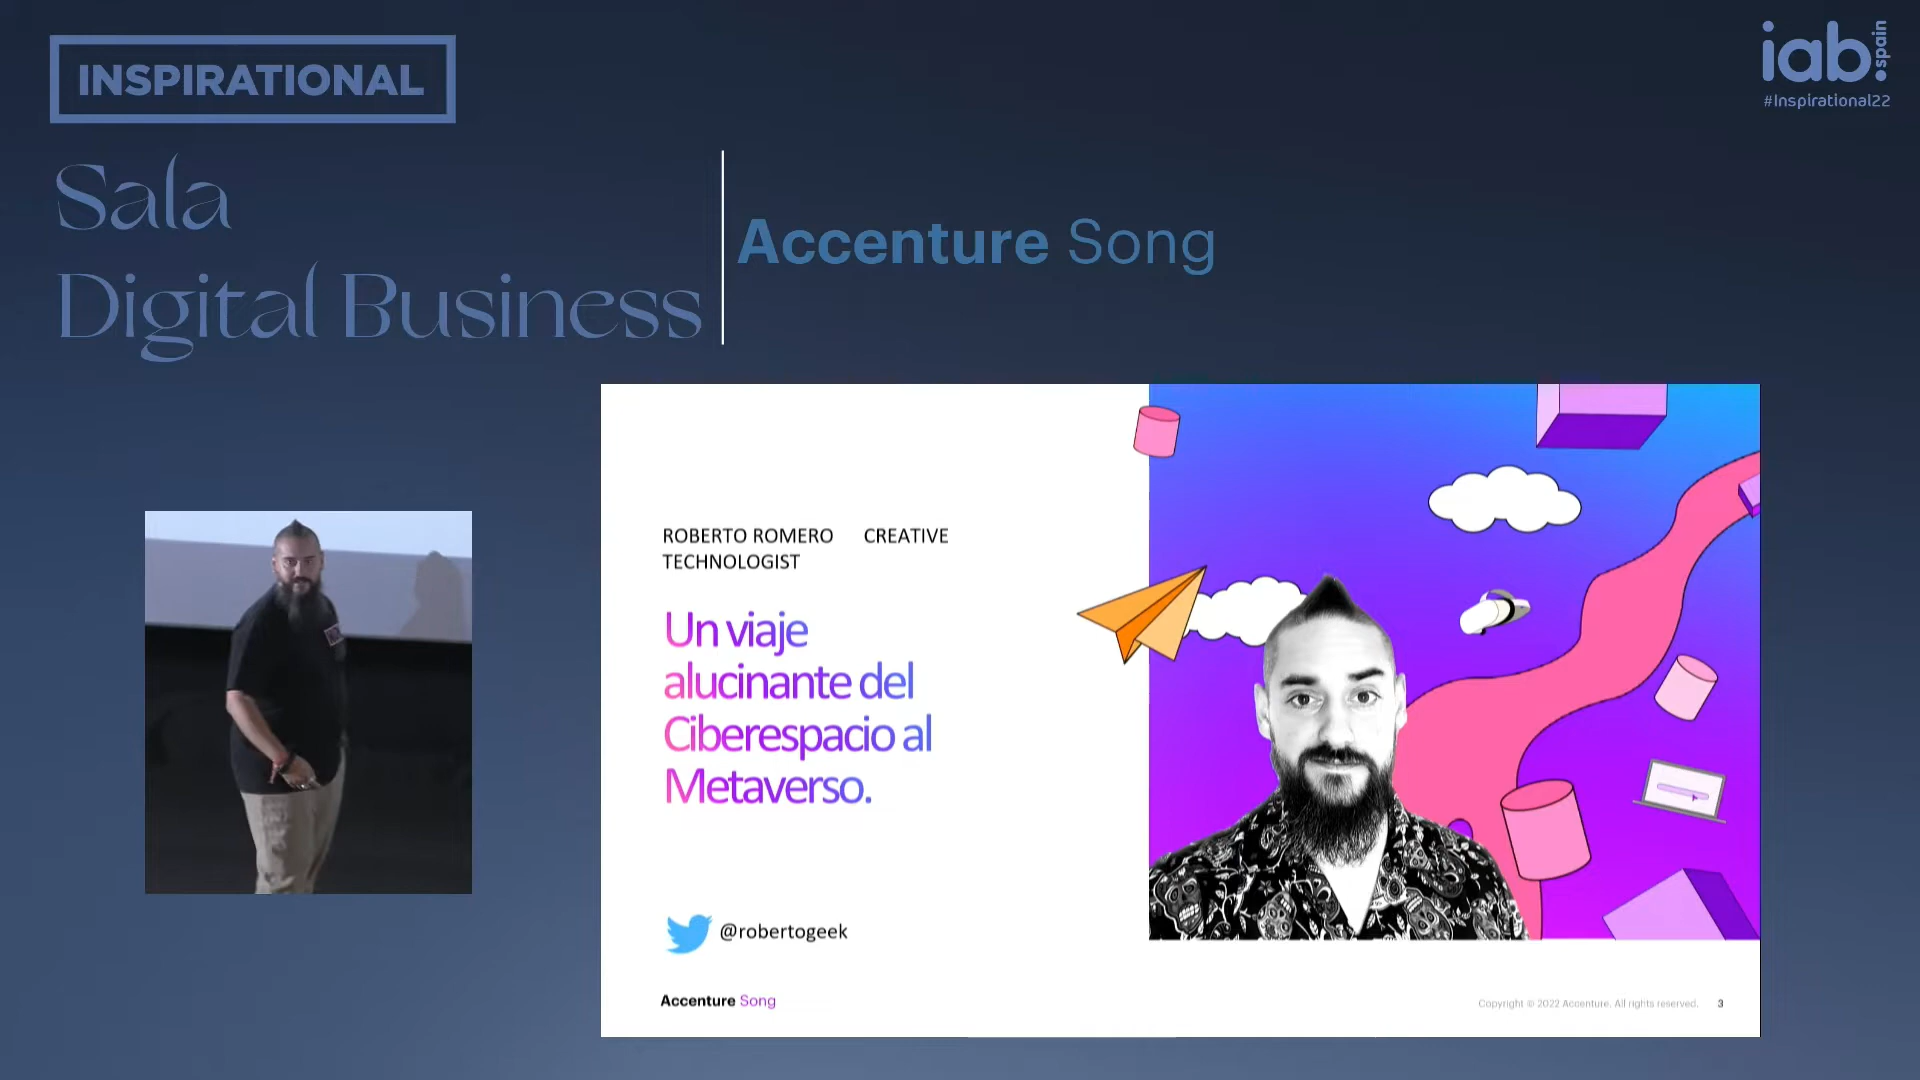 INSPIRATIONAL
iab.spain
#Inspirational22
Sala
Digital Business
Accenture Song
ROBERTO ROMERO CREATIVE
TECHNOLOGIST
Un viaje
alucinante del
Ciberespacio al
Metaverso.
@robertogeek
Accenture Song
Copyright © 2022 Accenture. All rights reserved. 3